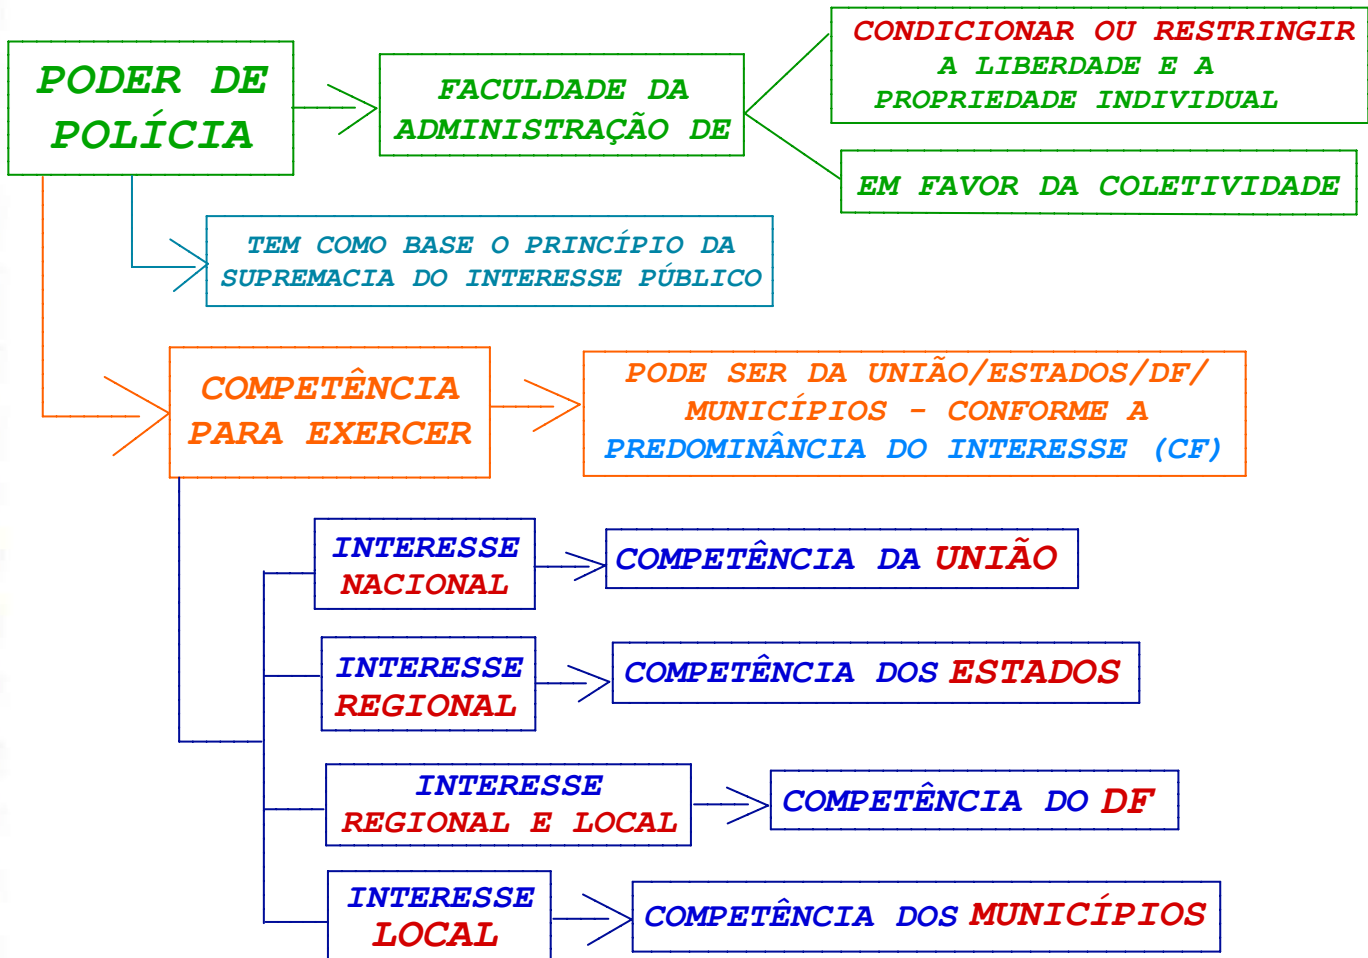 PODER DE
POLÍCIA
FACULDADE DA
ADMINISTRAÇÃO DE
CONDICIONAR OU RESTRINGIR
A LIBERDADE E A
PROPRIEDADE INDIVIDUAL
EM FAVOR DA COLETIVIDADE
TEM COMO BASE O PRINCÍPIO DA
SUPREMACIA DO INTERESSE PÚBLICO
COMPETÊNCIA
PARA EXERCER
PODE SER DA UNIÃO/ESTADOS/DF/
MUNICÍPIOS - CONFORME A
PREDOMINÂNCIA DO INTERESSE (CF)
INTERESSE
NACIONAL
COMPETÊNCIA DA UNIÃO
INTERESSE
REGIONAL
COMPETÊNCIA DOS ESTADOS
INTERESSE
REGIONAL E LOCAL
COMPETÊNCIA DO DF
INTERESSE
LOCAL
COMPETÊNCIA DOS MUNICÍPIOS